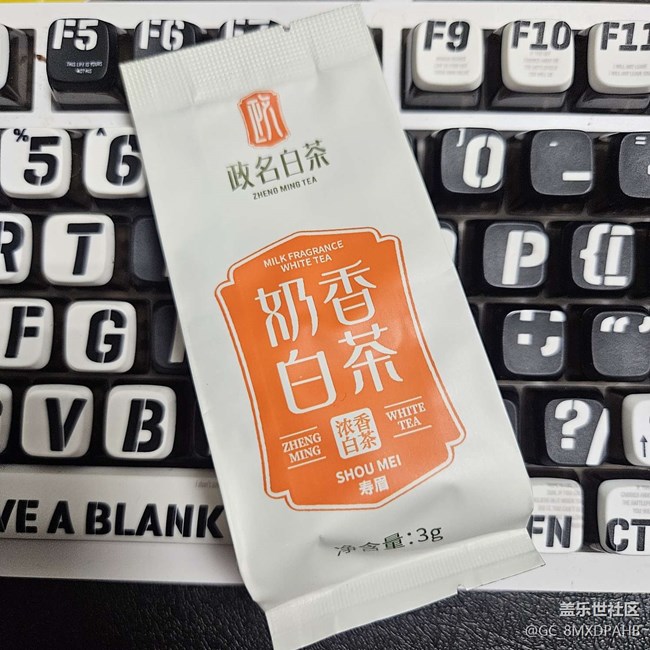 F5
F6
F9
F10
F11
%
5
^
6
政名白茶
ZHENG MING TEA
MILK FRAGRANCE
WHITE TEA
奶香
白茶
ZHENG
MING
浓香
白茶
WHITE
TEA
SHOU MEI
寿眉
净含量:3g
R
T
F
G
V
B
VE A BLANK
P
{[
?/
FN
CT
盖乐世社区
@GC_8MXDPAHB